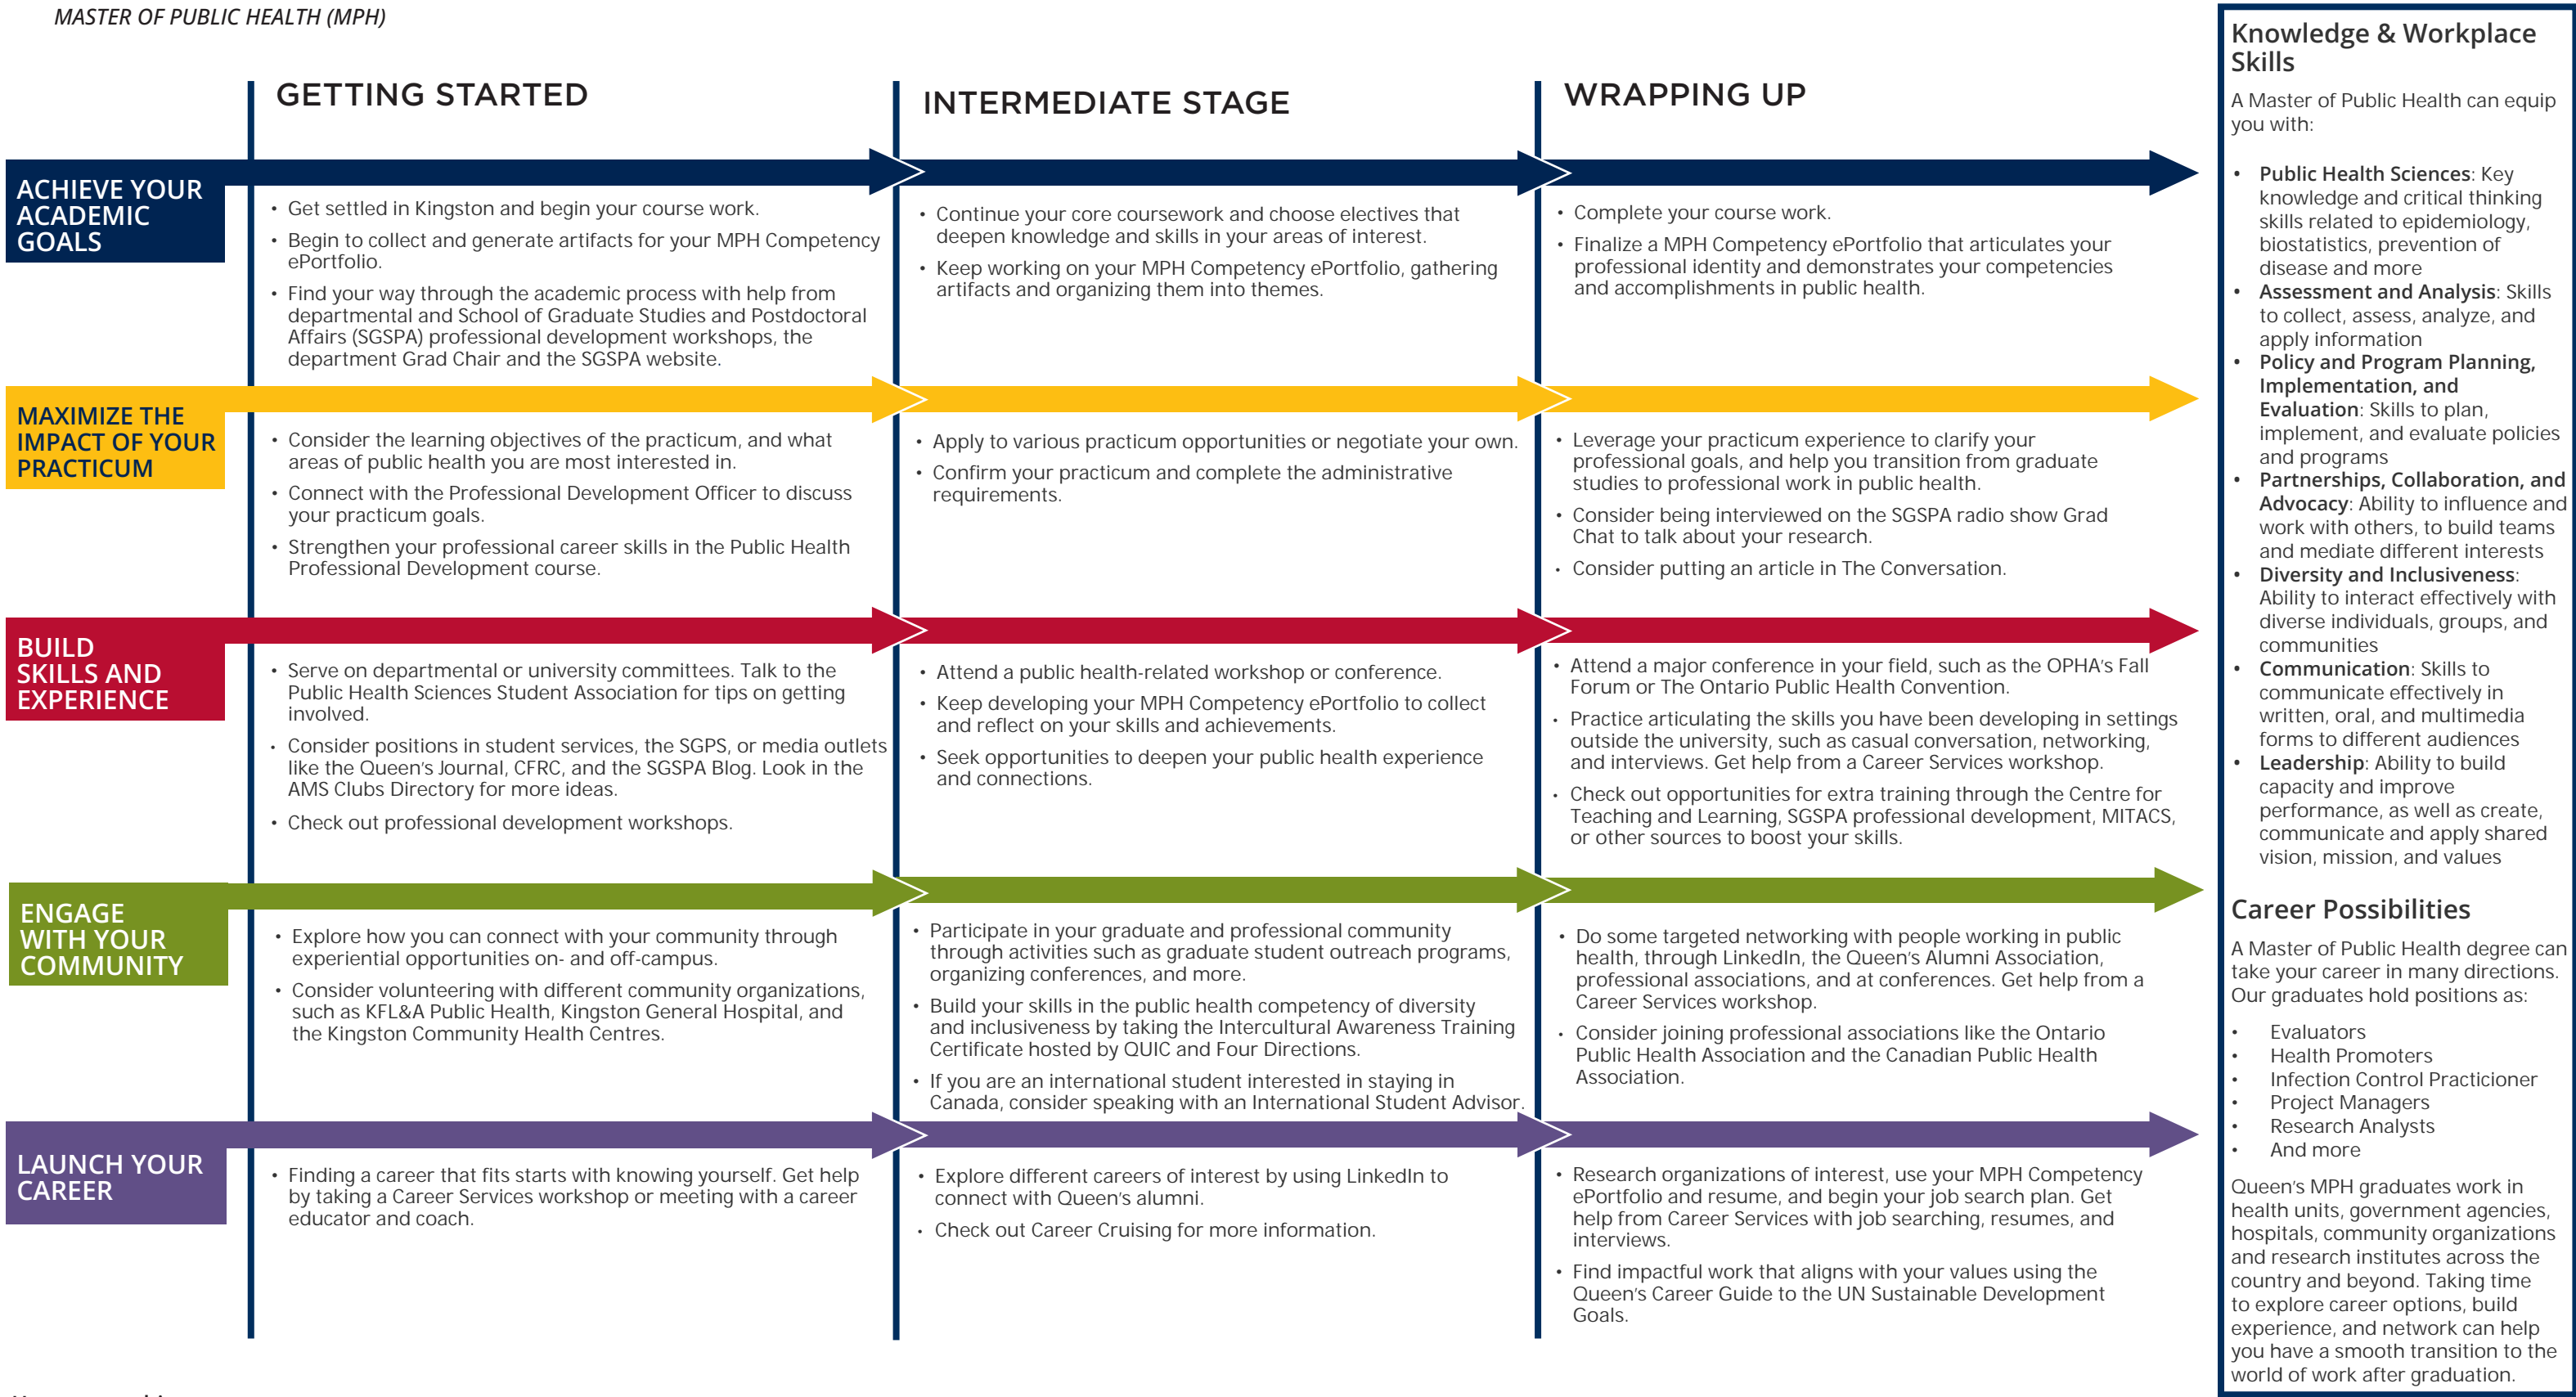 MASTER OF PUBLIC HEALTH (MPH)
GETTING STARTED
INTERMEDIATE STAGE
WRAPPING UP
ACHIEVE YOUR
ACADEMIC
GOALS
• Get settled in Kingston and begin your course work.
• Begin to collect and generate artifacts for your MPH Competency
ePortfolio.
• Find your way through the academic process with help from
departmental and School of Graduate Studies and Postdoctoral
Affairs (SGSPA) professional development workshops, the
department Grad Chair and the SGSPA website.
• Continue your core coursework and choose electives that
deepen knowledge and skills in your areas of interest.
• Keep working on your MPH Competency ePortfolio, gathering
artifacts and organizing them into themes.
• Complete your course work.
• Finalize a MPH Competency ePortfolio that articulates your
professional identity and demonstrates your competencies
and accomplishments in public health.
MAXIMIZE THE
IMPACT OF YOUR
PRACTICUM
• Consider the learning objectives of the practicum, and what
areas of public health you are most interested in.
• Connect with the Professional Development Officer to discuss
your practicum goals.
• Strengthen your professional career skills in the Public Health
Professional Development course.
• Apply to various practicum opportunities or negotiate your own.
• Confirm your practicum and complete the administrative
requirements.
• Leverage your practicum experience to clarify your
professional goals, and help you transition from graduate
studies to professional work in public health.
• Consider being interviewed on the SGSPA radio show Grad
Chat to talk about your research.
• Consider putting an article in The Conversation.
BUILD
SKILLS AND
EXPERIENCE
• Serve on departmental or university committees. Talk to the
Public Health Sciences Student Association for tips on getting
involved.
• Consider positions in student services, the SGPS, or media outlets
like the Queen's Journal, CFRC, and the SGSPA Blog. Look in the
AMS Clubs Directory for more ideas.
• Check out professional development workshops.
• Attend a public health-related workshop or conference.
• Keep developing your MPH Competency ePortfolio to collect
and reflect on your skills and achievements.
• Seek opportunities to deepen your public health experience
and connections.
• Attend a major conference in your field, such as the OPHA's Fall
Forum or The Ontario Public Health Convention.
• Practice articulating the skills you have been developing in settings
outside the university, such as casual conversation, networking,
and interviews. Get help from a Career Services workshop.
• Check out opportunities for extra training through the Centre for
Teaching and Learning, SGSPA professional development, MITACS,
or other sources to boost your skills.
ENGAGE
WITH YOUR
COMMUNITY
• Explore how you can connect with your community through
experiential opportunities on- and off-campus.
• Consider volunteering with different community organizations,
such as KFL&A Public Health, Kingston General Hospital, and
the Kingston Community Health Centres.
• Participate in your graduate and professional community
through activities such as graduate student outreach programs,
organizing conferences, and more.
• Build your skills in the public health competency of diversity
and inclusiveness by taking the Intercultural Awareness Training
Certificate hosted by QUIC and Four Directions.
• If you are an international student interested in staying in
Canada, consider speaking with an International Student Advisor.
• Do some targeted networking with people working in public
health, through LinkedIn, the Queen's Alumni Association,
professional associations, and at conferences. Get help from a
Career Services workshop.
• Consider joining professional associations like the Ontario
Public Health Association and the Canadian Public Health
Association.
LAUNCH YOUR
CAREER
• Finding a career that fits starts with knowing yourself. Get help
by taking a Career Services workshop or meeting with a career
educator and coach.
• Explore different careers of interest by using LinkedIn to
connect with Queen's alumni.
• Check out Career Cruising for more information.
• Research organizations of interest, use your MPH Competency
ePortfolio and resume, and begin your job search plan. Get
help from Career Services with job searching, resumes, and
interviews.
• Find impactful work that aligns with your values using the
Queen's Career Guide to the UN Sustainable Development
Goals.
Knowledge & Workplace
Skills
A Master of Public Health can equip
you with:
• Public Health Sciences: Key
knowledge and critical thinking
skills related to epidemiology,
biostatistics, prevention of
disease and more
• Assessment and Analysis: Skills
to collect, assess, analyze, and
apply information
• Policy and Program Planning,
Implementation, and
Evaluation: Skills to plan,
implement, and evaluate policies
and programs
• Partnerships, Collaboration, and
Advocacy: Ability to influence and
work with others, to build teams
and mediate different interests
• Diversity and Inclusiveness:
Ability to interact effectively with
diverse individuals, groups, and
communities
• Communication: Skills to
communicate effectively in
written, oral, and multimedia
forms to different audiences
• Leadership: Ability to build
capacity and improve
performance, as well as create,
communicate and apply shared
vision, mission, and values
Career Possibilities
A Master of Public Health degree can
take your career in many directions.
Our graduates hold positions as:
• Evaluators
• Health Promoters
• Infection Control Practicioner
• Project Managers
• Research Analysts
• And more
Queen's MPH graduates work in
health units, government agencies,
hospitals, community organizations
and research institutes across the
country and beyond. Taking time
to explore career options, build
experience, and network can help
you have a smooth transition to the
world of work after graduation.